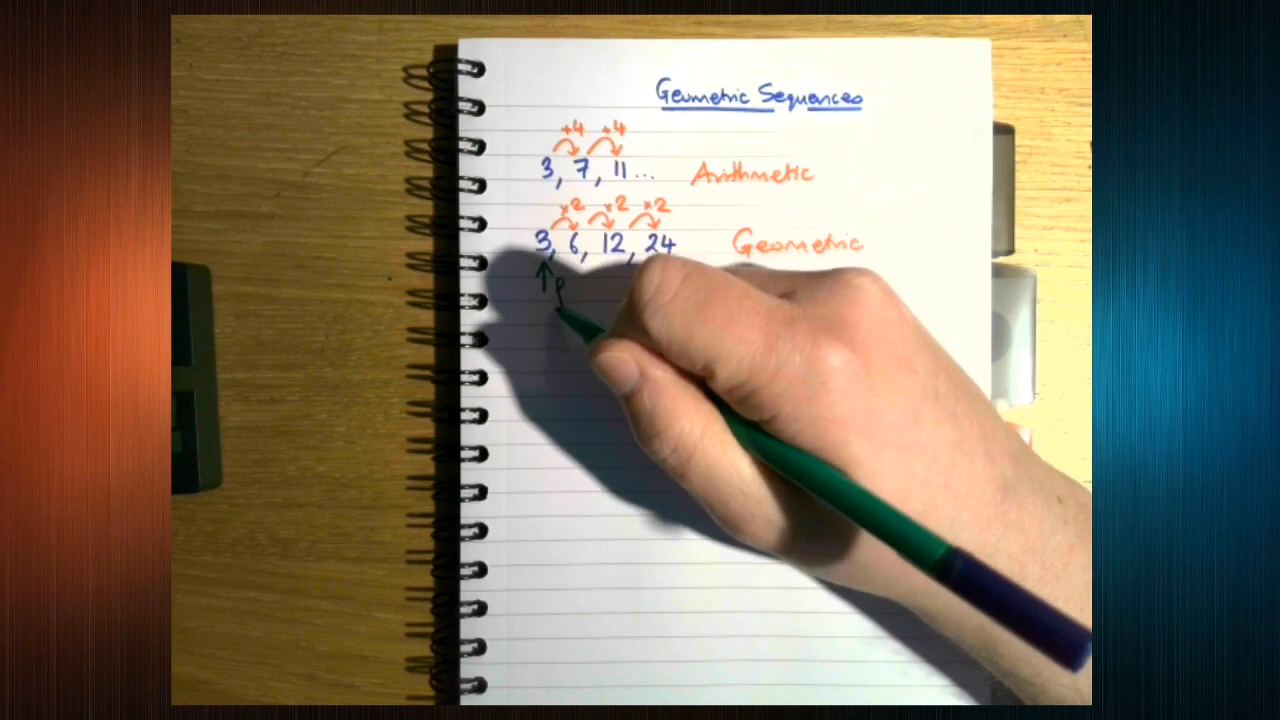 Geometric Sequences
+4 +4
3, 7, 11... Arithmetic
×2 ×2 ×2
3, 6, 12, 24 Geometric